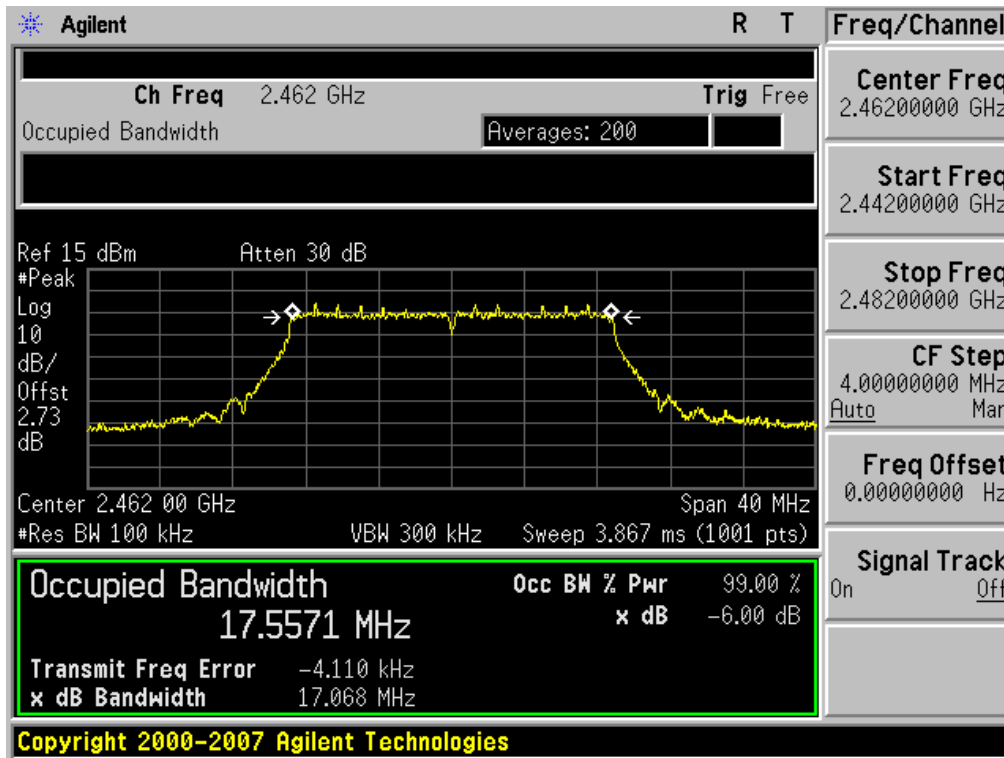 Agilent R T
Ch Freq 2.462 GHz Trig Free
Occupied Bandwidth Averages: 200
Ref 15 dBm Atten 30 dB
#Peak
Log
10
dB/
Offst
2.73
dB
Center 2.462 00 GHz Span 40 MHz
#Res BW 100 kHz VBW 300 kHz Sweep 3.867 ms (1001 pts)
Occupied Bandwidth Occ BW % Pwr 99.00 %
17.5571 MHz x dB -6.00 dB
Transmit Freq Error -4.110 kHz
x dB Bandwidth 17.068 MHz
Copyright 2000-2007 Agilent Technologies
Freq/Channel
Center Freq
2.46200000 GHz
Start Freq
2.44200000 GHz
Stop Freq
2.48200000 GHz
CF Step
4.00000000 MHz
Auto Man
Freq Offset
0.00000000 Hz
Signal Track
On Off